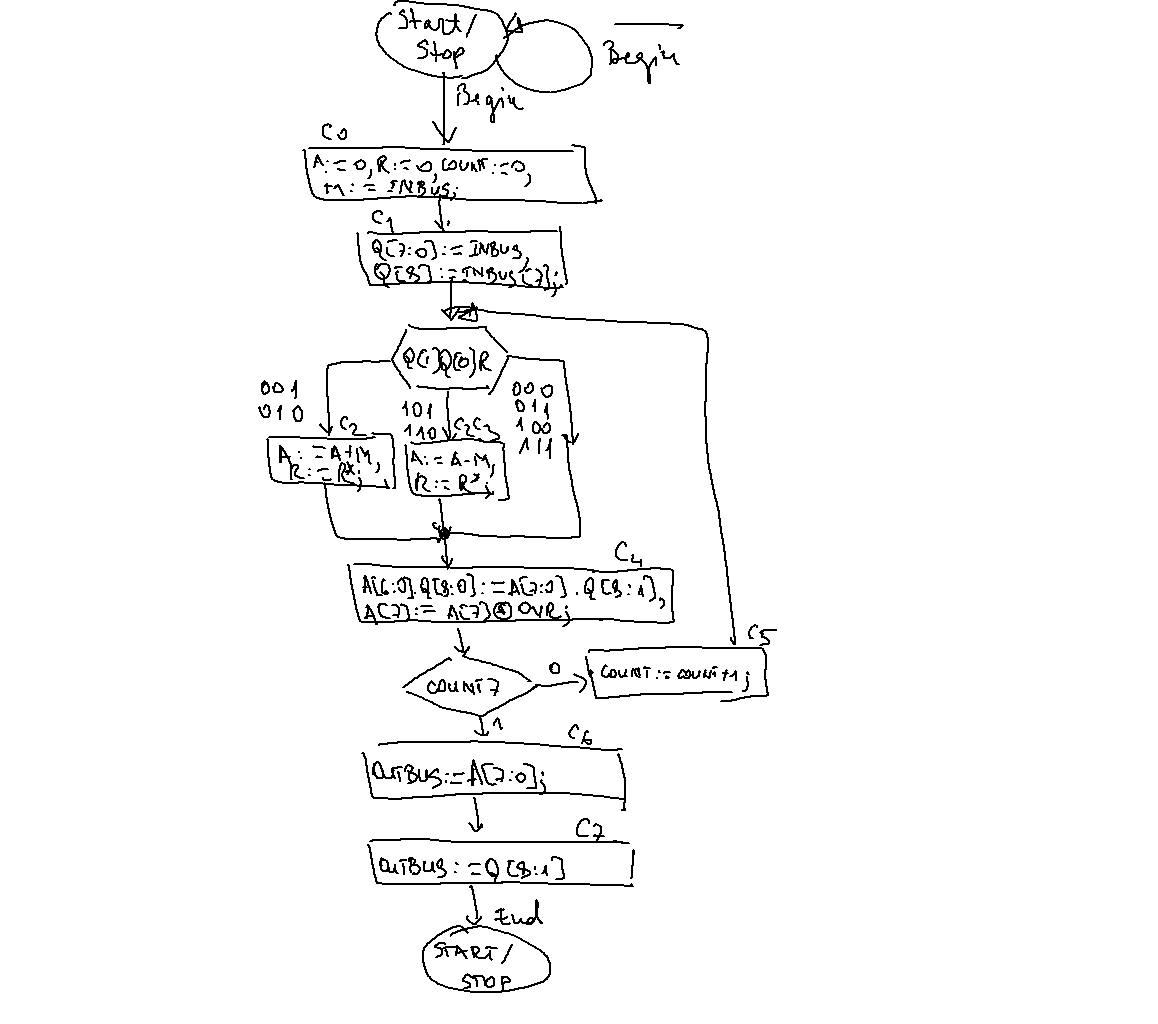 Start/
Stop
Begin
Begin
C0
A:=0, R:=0, COUNT:=0,
M:= INBUS;
C1
Q[7:0]:= INBUS,
Q[8]:=INBUS[7];
Q[1]Q[0]R
001
010
101
110
000
011
100
111
C2
A:=A+M,
R:=R*;
C2C3
A:=A-M,
R:=R*;
C4
A[6:0].Q[8:0]:=A[7:0].Q[8:1],
A[7]:= A[7]⊕OVR;
COUNT7
0
1
C5
COUNT:=COUNT+1;
C6
OUTBUS:=A[7:0];
C7
OUTBUS:=Q[8:1]
End
START/
STOP